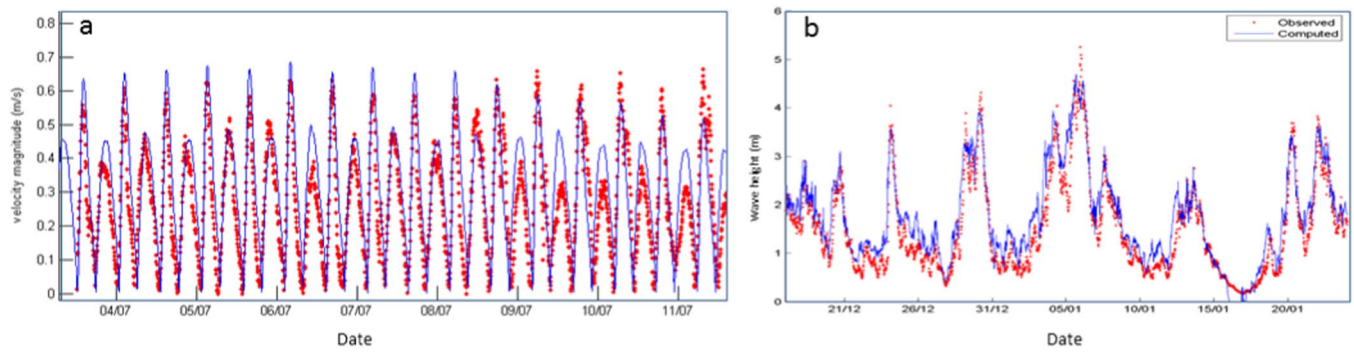 a
0.8
0.7
0.6
0.5
0.4
0.3
0.2
0.1
0
velocity magnitude (m/s)
04/07 05/07 06/07 07/07 08/07 09/07 10/07 11/07
Date
b
Observed
Computed
6
5
4
3
2
1
0
Wave height (m)
21/12 26/12 31/12 05/01 10/01 15/01 20/01
Date